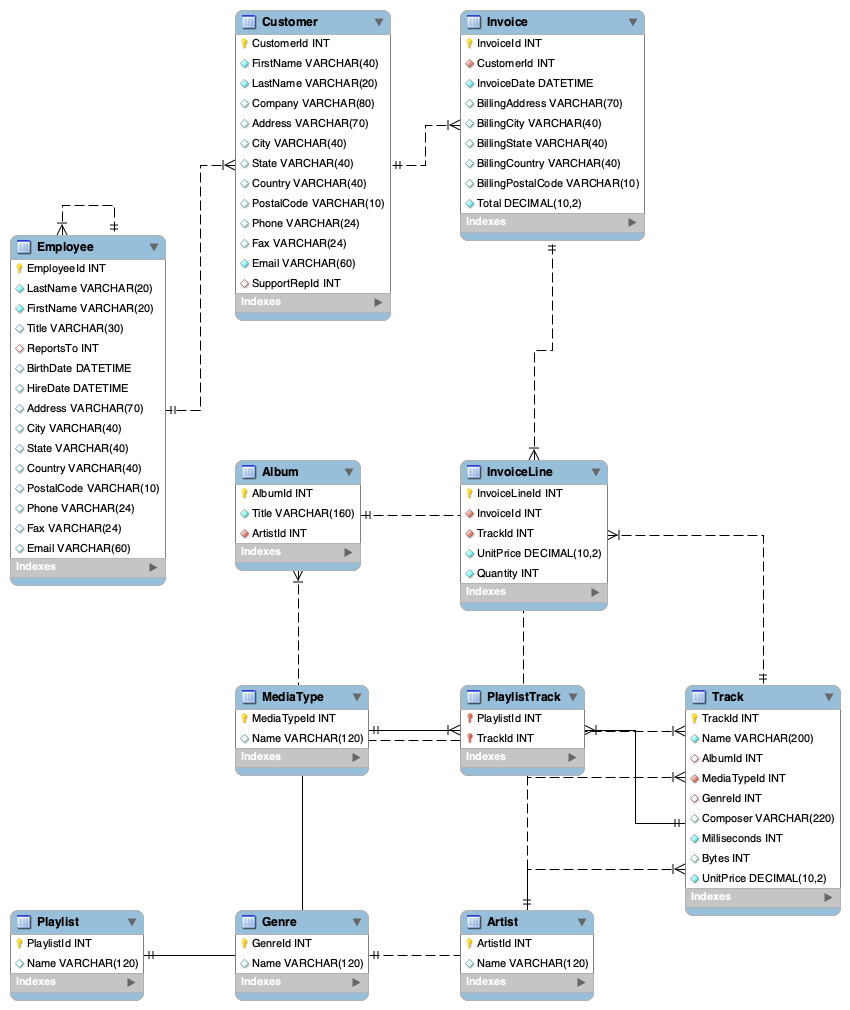 Customer
CustomerId INT
FirstName VARCHAR(40)
LastName VARCHAR(20)
Company VARCHAR(80)
Address VARCHAR(70)
City VARCHAR(40)
State VARCHAR(40)
Country VARCHAR(40)
PostalCode VARCHAR(10)
Phone VARCHAR(24)
Fax VARCHAR(24)
Email VARCHAR(60)
SupportRepId INT
Indexes
Invoice
InvoiceId INT
CustomerId INT
InvoiceDate DATETIME
BillingAddress VARCHAR(70)
BillingCity VARCHAR(40)
BillingState VARCHAR(40)
BillingCountry VARCHAR(40)
BillingPostalCode VARCHAR(10)
Total DECIMAL(10,2)
Indexes
Employee
EmployeeId INT
LastName VARCHAR(20)
FirstName VARCHAR(20)
Title VARCHAR(30)
ReportsTo INT
BirthDate DATETIME
HireDate DATETIME
Address VARCHAR(70)
City VARCHAR(40)
State VARCHAR(40)
Country VARCHAR(40)
PostalCode VARCHAR(10)
Phone VARCHAR(24)
Fax VARCHAR(24)
Email VARCHAR(60)
Indexes
Album
AlbumId INT
Title VARCHAR(160)
ArtistId INT
Indexes
InvoiceLine
InvoiceLineId INT
InvoiceId INT
TrackId INT
UnitPrice DECIMAL(10,2)
Quantity INT
Indexes
MediaType
MediaTypeId INT
Name VARCHAR(120)
Indexes
PlaylistTrack
PlaylistId INT
TrackId INT
Indexes
Track
TrackId INT
Name VARCHAR(200)
AlbumId INT
MediaTypeId INT
GenreId INT
Composer VARCHAR(220)
Milliseconds INT
Bytes INT
UnitPrice DECIMAL(10,2)
Indexes
Playlist
PlaylistId INT
Name VARCHAR(120)
Indexes
Genre
GenreId INT
Name VARCHAR(120)
Indexes
Artist
ArtistId INT
Name VARCHAR(120)
Indexes